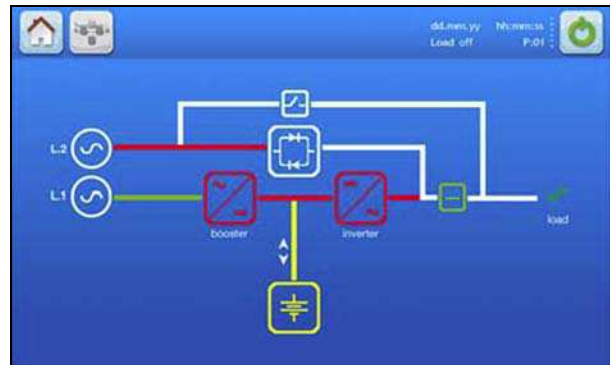 dd.mm.yy hh:mm:ss
Load off P:01
L2
L1
booster
inverter
load